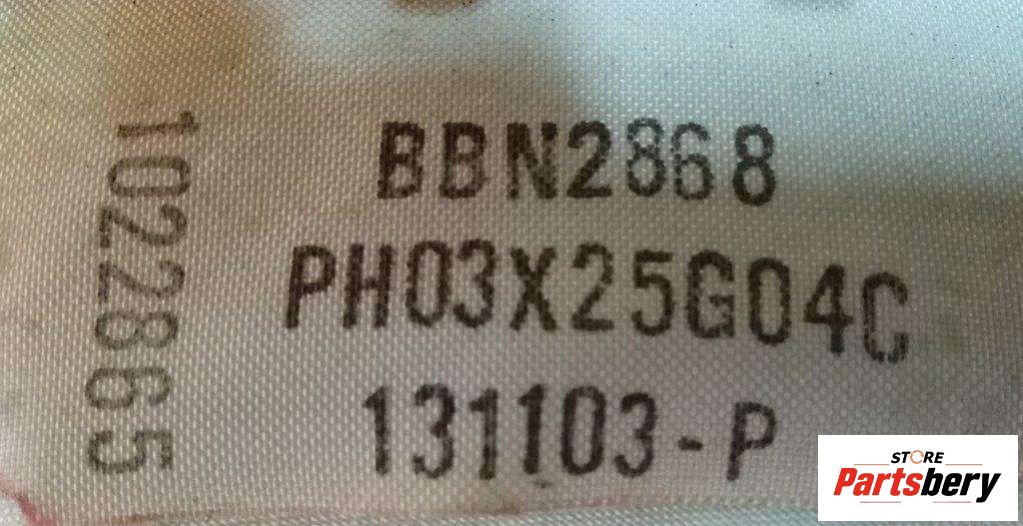 1022865
BBN2868
PH03X25G04C
131103-P
STORE
Partsbery